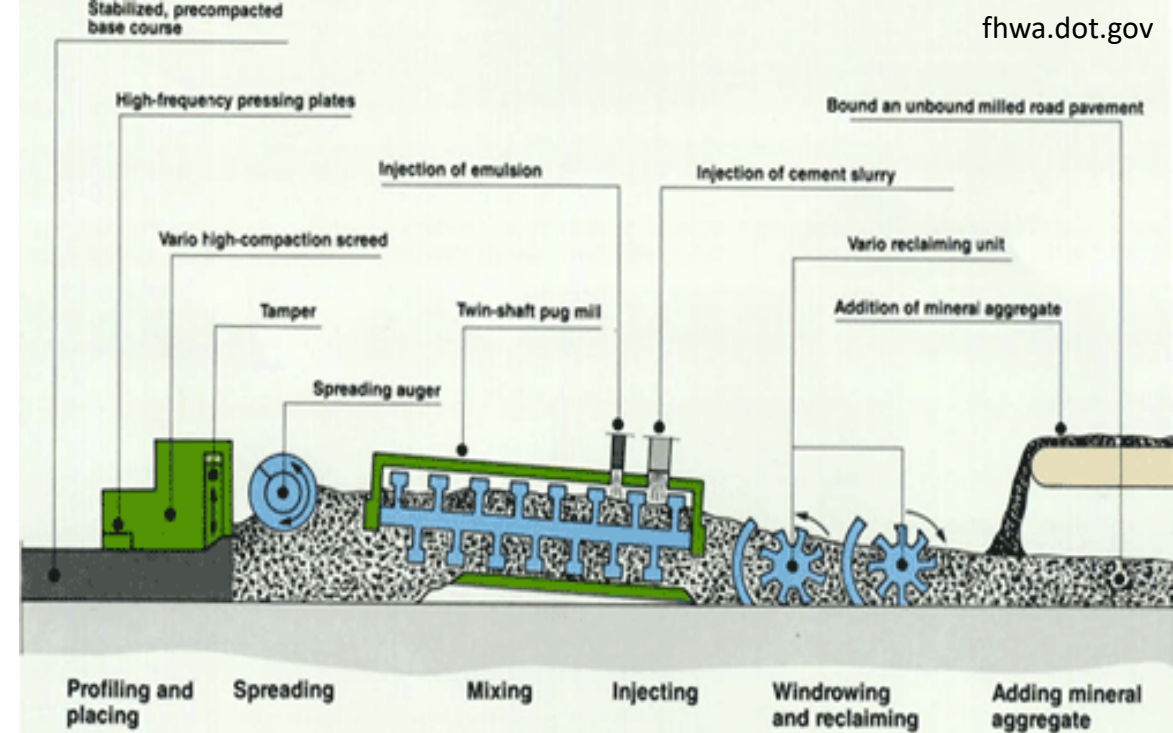 Stabilized, precompacted
base course
fhwa.dot.gov
High-frequency pressing plates
Bound an unbound milled road pavement
Injection of emulsion
Injection of cement slurry
Vario high-compaction screed
Vario reclaiming unit
Tamper
Twin-shaft pug mill
Addition of mineral aggregate
Spreading auger
Profiling and
placing
Spreading
Mixing
Injecting
Windrowing
and reclaiming
Adding mineral
aggregate